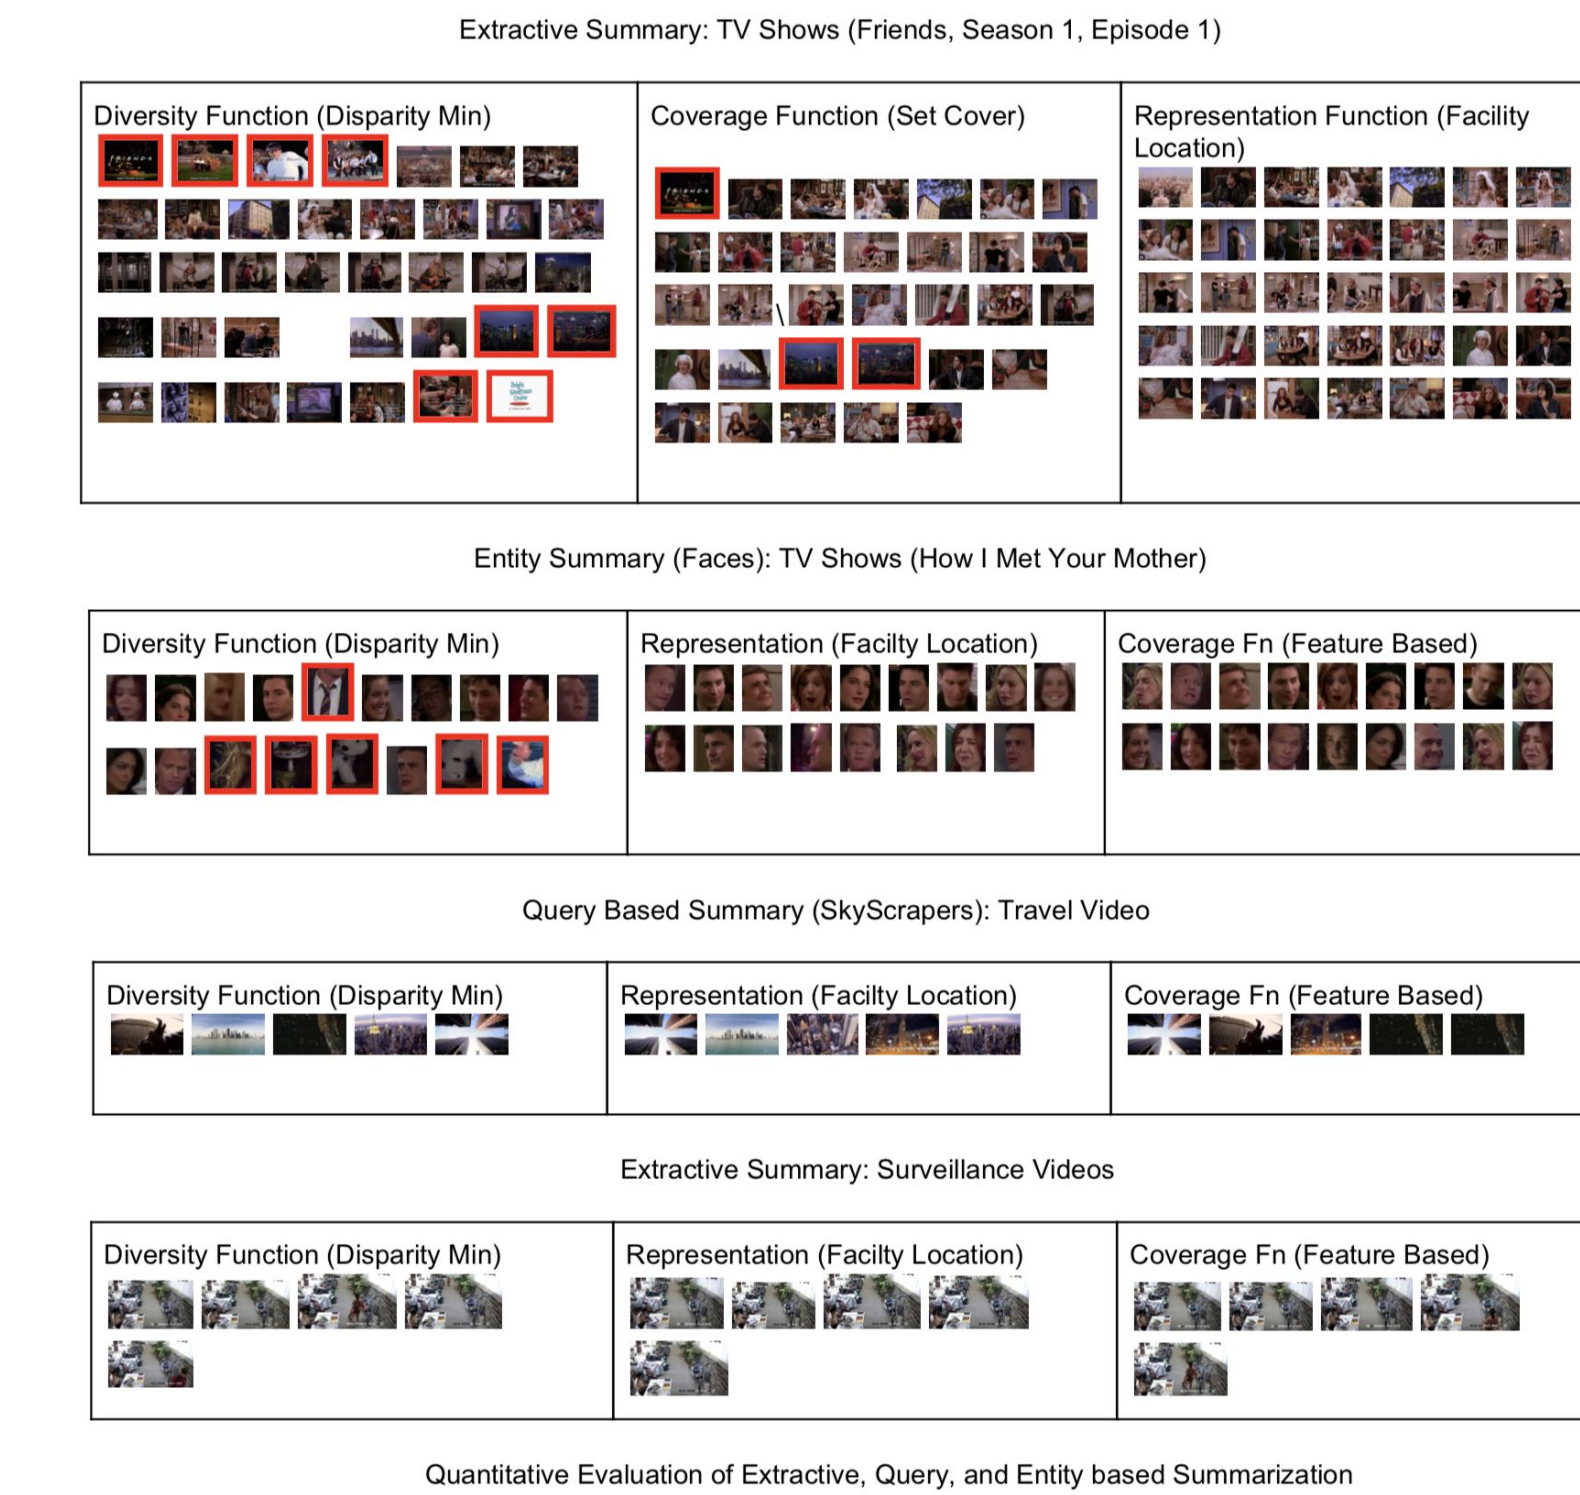 Extractive Summary: TV Shows (Friends, Season 1, Episode 1)
Diversity Function (Disparity Min)
Coverage Function (Set Cover)
Representation Function (Facility
Location)
FRIENDS
FRIENDS
\
Entity Summary (Faces): TV Shows (How I Met Your Mother)
Diversity Function (Disparity Min)
Representation (Facilty Location)
Coverage Fn (Feature Based)
Query Based Summary (SkyScrapers): Travel Video
Diversity Function (Disparity Min)
Representation (Facilty Location)
Coverage Fn (Feature Based)
Extractive Summary: Surveillance Videos
Diversity Function (Disparity Min)
Representation (Facilty Location)
Coverage Fn (Feature Based)
Quantitative Evaluation of Extractive, Query, and Entity based Summarization